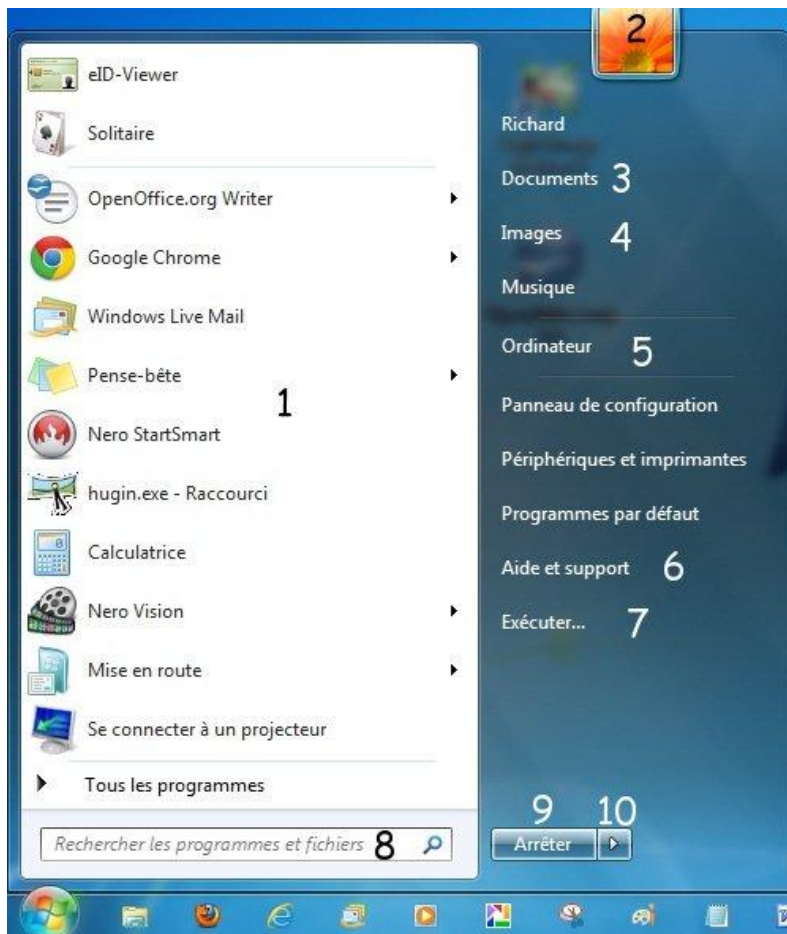 2
eID-Viewer
Solitaire
OpenOffice.org Writer
Google Chrome
Windows Live Mail
Pense-bête
1
Nero StartSmart
hugin.exe - Raccourci
Calculatrice
Nero Vision
Mise en route
Se connecter à un projecteur
Tous les programmes
Rechercher les programmes et fichiers 8
Richard
Documents 3
Images 4
Musique
Ordinateur 5
Panneau de configuration
Périphériques et imprimantes
Programmes par défaut
Aide et support 6
Exécuter... 7
9 10
Arrêter